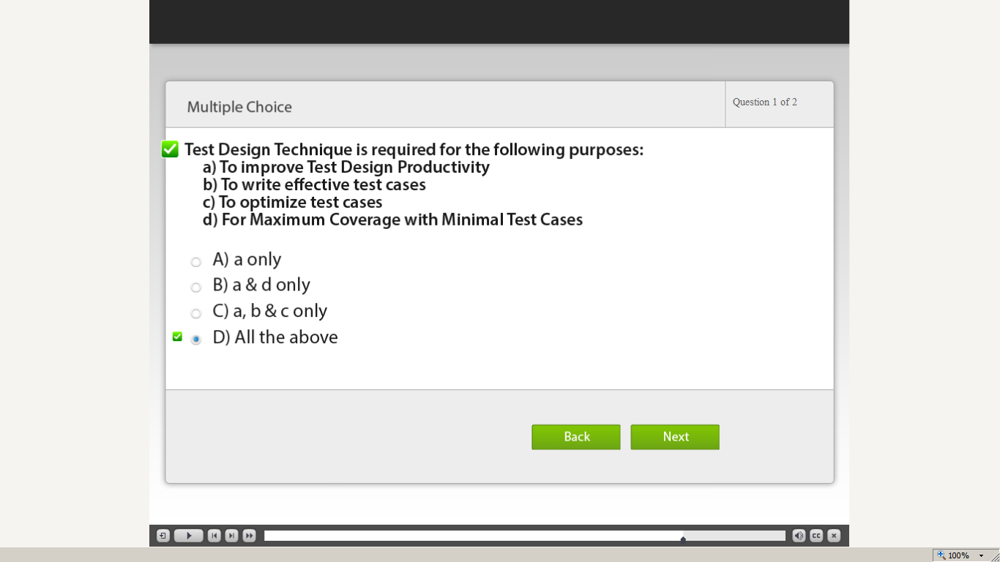 Multiple Choice
Question 1 of 2
Test Design Technique is required for the following purposes:
a) To improve Test Design Productivity
b) To write effective test cases
c) To optimize test cases
d) For Maximum Coverage with Minimal Test Cases
A) a only
B) a & d only
C) a, b & c only
D) All the above
Back
Next
CC
100%